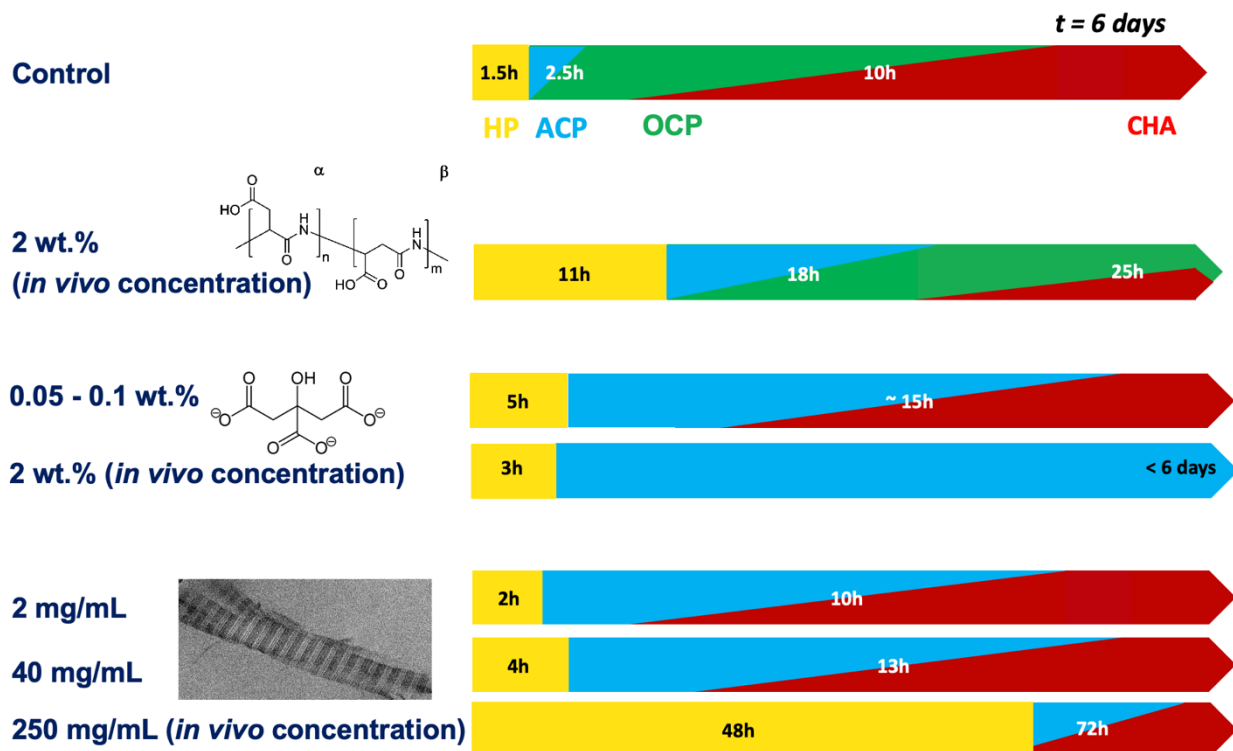 t = 6 days
Control
1.5h
2.5h
10h
HP
ACP
OCP
CHA
α
β
O
HO
H
N
O
n
O
H
N
m
HO
O
2 wt.%
(in vivo concentration)
11h
18h
25h
0.05 - 0.1 wt.%
O
OH
O
⊖O
O⊖
O
O⊖
5h
~ 15h
2 wt.% (in vivo concentration)
3h
< 6 days
2 mg/mL
2h
10h
40 mg/mL
4h
13h
250 mg/mL (in vivo concentration)
48h
72h